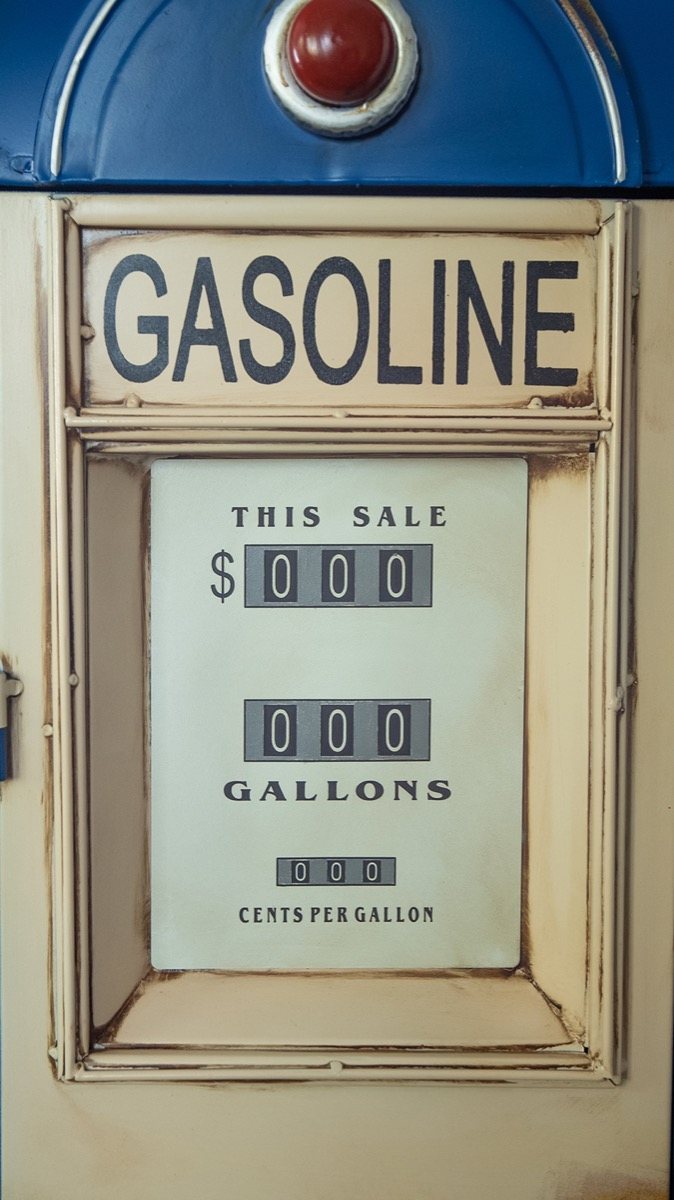 GASOLINE
THIS SALE
$ 000
000
GALLONS
000
CENTS PER GALLON